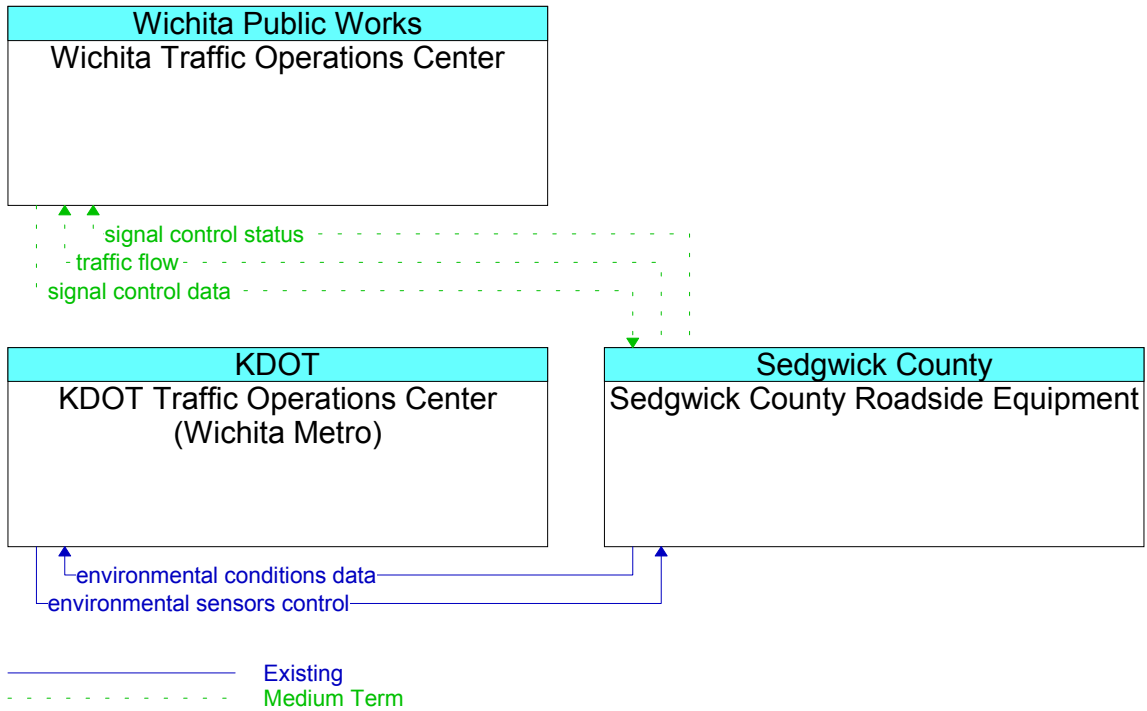 Wichita Public Works
Wichita Traffic Operations Center
signal control status
traffic flow
signal control data
KDOT
KDOT Traffic Operations Center
(Wichita Metro)
Sedgwick County
Sedgwick County Roadside Equipment
environmental conditions data
environmental sensors control
Existing
Medium Term